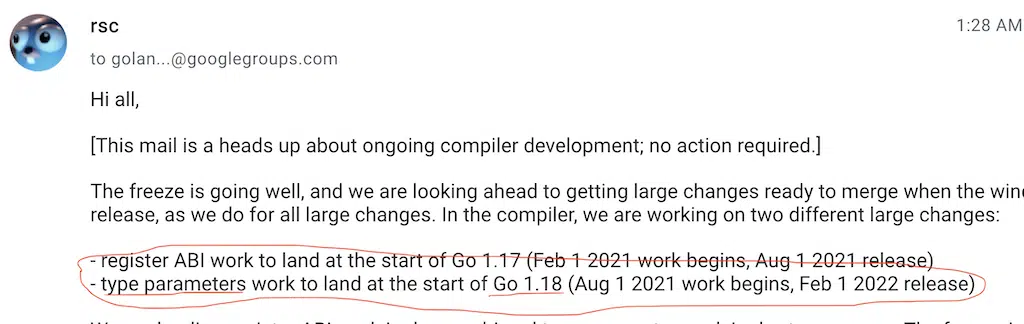 rsc
1:28 AM
to golan...@googlegroups.com
Hi all,
[This mail is a heads up about ongoing compiler development; no action required.]
The freeze is going well, and we are looking ahead to getting large changes ready to merge when the
release, as we do for all large changes. In the compiler, we are working on two different large changes:
- register ABI work to land at the start of Go 1.17 (Feb 1 2021 work begins, Aug 1 2021 release)
- type parameters work to land at the start of Go 1.18 (Aug 1 2021 work begins, Feb 1 2022 release)